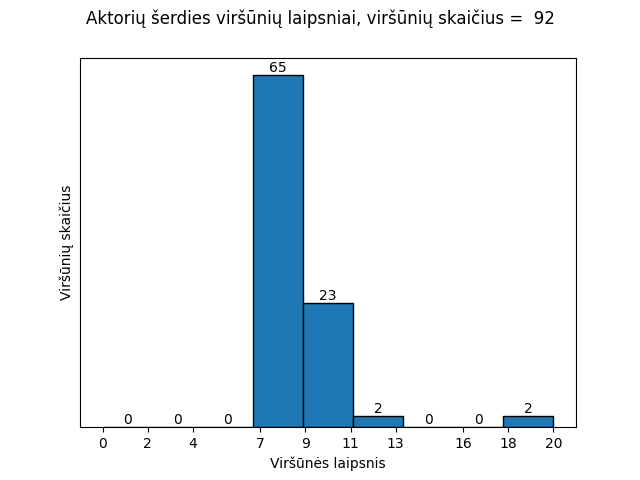 Aktorių šerdies viršūnių laipsniai, viršūnių skaičius =  92
65
23
0 0 0 2 0 0 2
Viršūnių skaičius
0 2 4 7 9 11 13 16 18 20
Viršūnės laipsnis